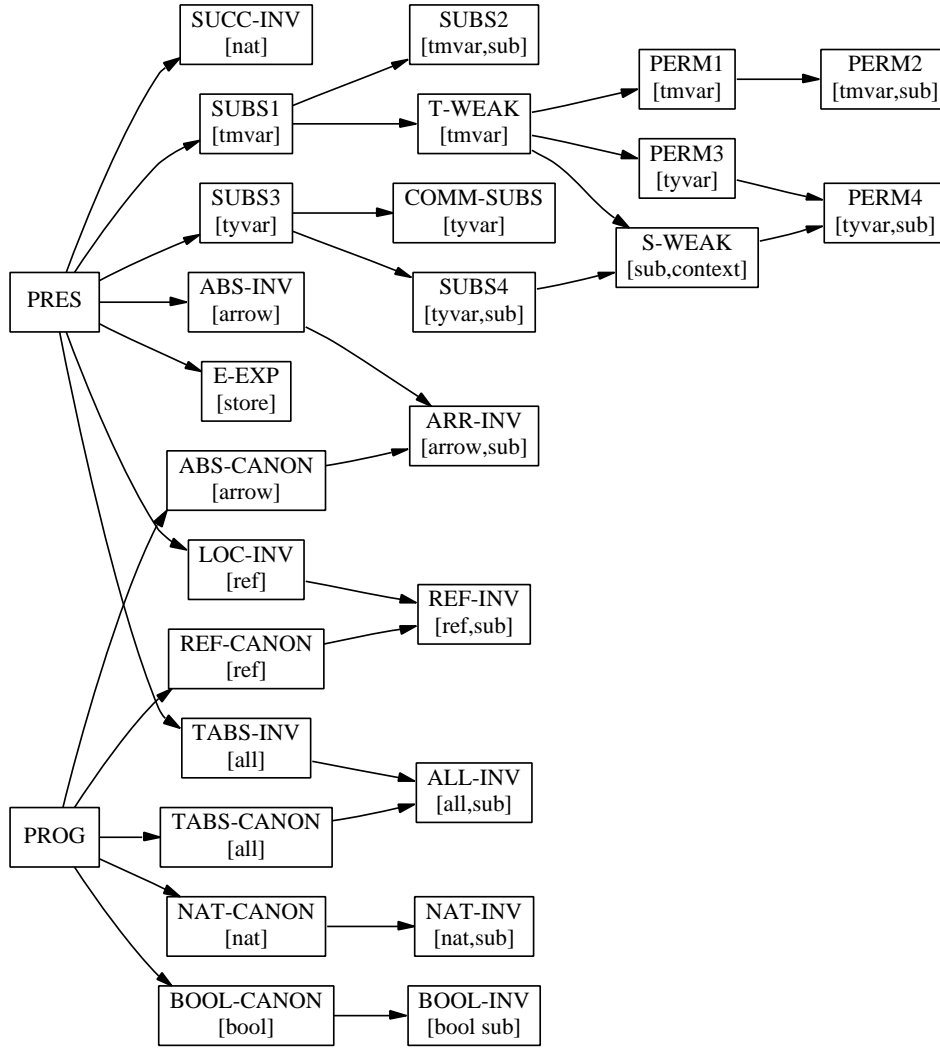 SUCC-INV
[nat]
SUBS2
[tmvar,sub]
SUBS1
[tmvar]
T-WEAK
[tmvar]
PERM1
[tmvar]
PERM2
[tmvar,sub]
PERM3
[tyvar]
SUBS3
[tyvar]
COMM-SUBS
[tyvar]
PERM4
[tyvar,sub]
S-WEAK
[sub,context]
PRES
ABS-INV
[arrow]
SUBS4
[tyvar,sub]
E-EXP
[store]
ARR-INV
[arrow,sub]
ABS-CANON
[arrow]
LOC-INV
[ref]
REF-INV
[ref,sub]
REF-CANON
[ref]
TABS-INV
[all]
ALL-INV
[all,sub]
PROG
TABS-CANON
[all]
NAT-CANON
[nat]
NAT-INV
[nat,sub]
BOOL-CANON
[bool]
BOOL-INV
[bool sub]